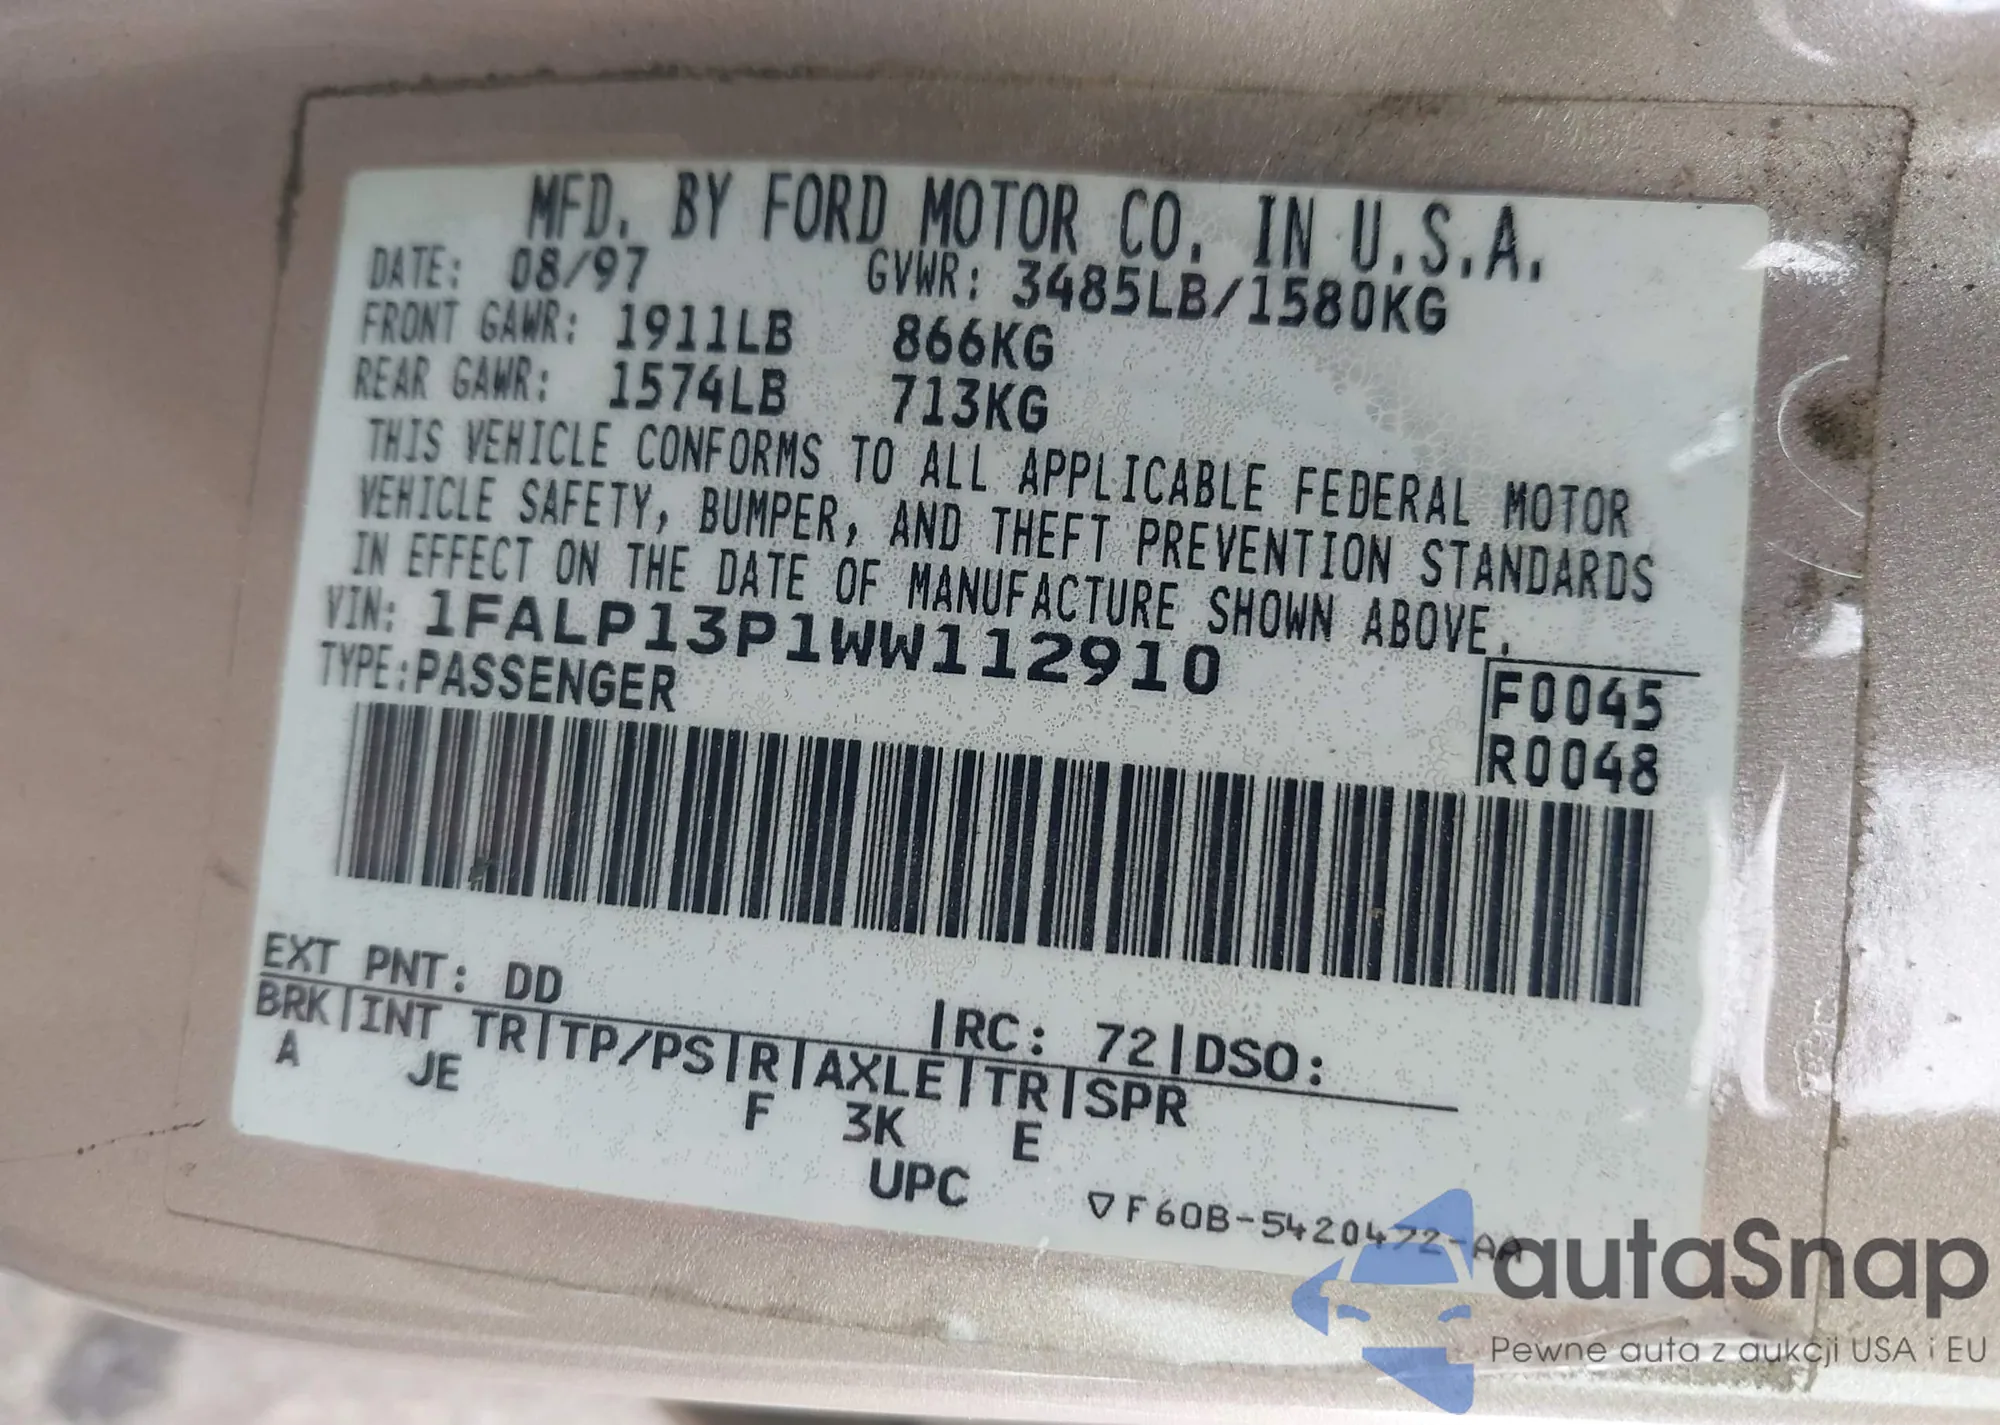 MFD. BY FORD MOTOR CO. IN U.S.A.
DATE: 08/97 GVWR: 3485LB/1580KG
FRONT GAWR: 1911LB 866KG
REAR GAWR: 1574LB 713KG
THIS VEHICLE CONFORMS TO ALL APPLICABLE FEDERAL MOTOR
VEHICLE SAFETY, BUMPER, AND THEFT PREVENTION STANDARDS
IN EFFECT ON THE DATE OF MANUFACTURE SHOWN ABOVE.
VIN: 1FALP13P1WW112910
TYPE:PASSENGER
F0045
R0048
EXT PNT: DD |RC: 72|DSO:
BRK|INT TR|TP/PS|R|AXLE|TR|SPR
A JE F 3K E
UPC
▽F60B-5420472-AA
autaSnap
Pewne auta z aukcji USA i EU